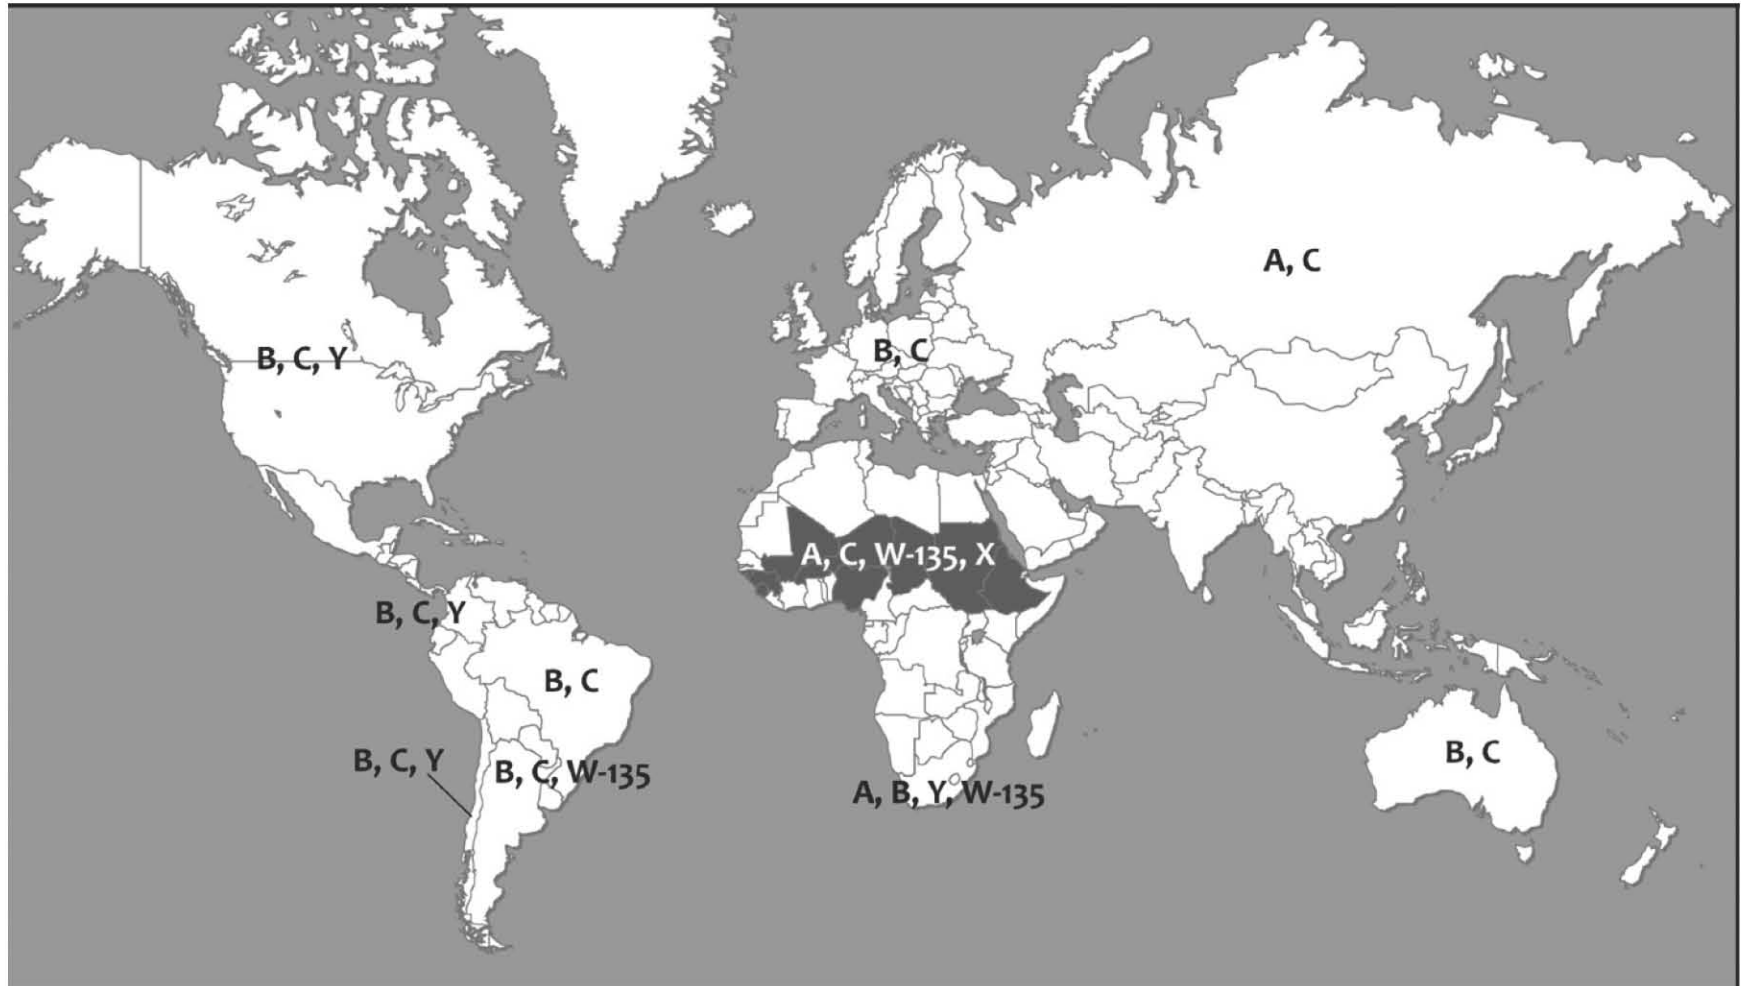 A, C
B, C, Y
B, C
A, C, W-135, X
B, C, Y
B, C
B, C, Y
B, C, W-135
A, B, Y, W-135
B, C